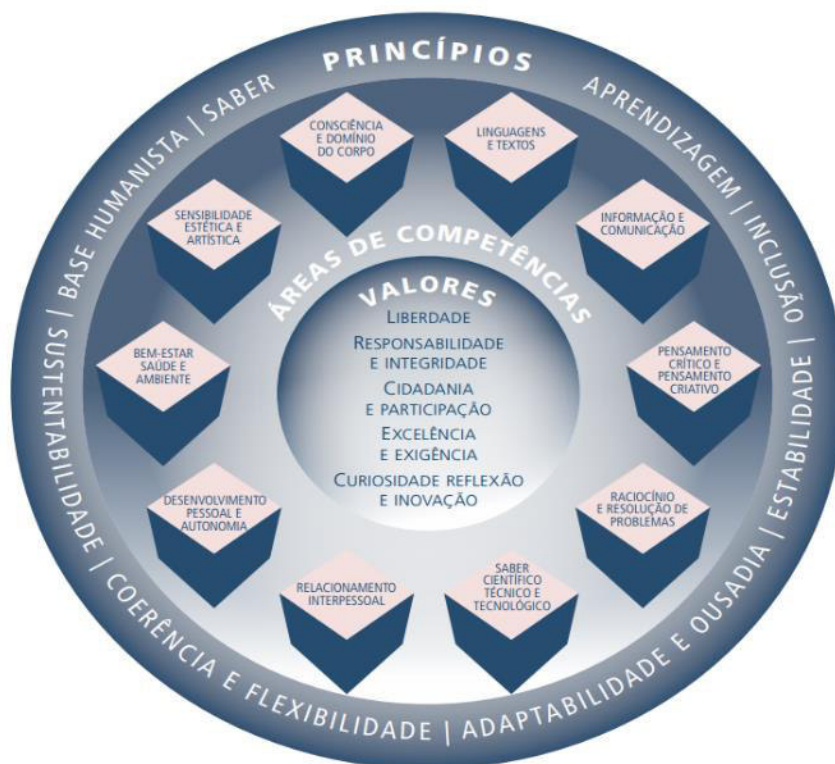 PRINCÍPIOS
BASE HUMANISTA | SABER
APRENDIZAGEM | INCLUSÃO | ESTABILIDADE |
ADAPTABILIDADE E OUSADIA |
COERÊNCIA E FLEXIBILIDADE |
SUSTENTABILIDADE |
ÁREAS DE COMPETÊNCIAS
CONSCIÊNCIA
E DOMÍNIO
DO CORPO
LINGUAGENS
E TEXTOS
INFORMAÇÃO E
COMUNICAÇÃO
PENSAMENTO
CRÍTICO E
PENSAMENTO
CRIATIVO
RACIOCÍNIO
E RESOLUÇÃO DE
PROBLEMAS
SABER
CIENTÍFICO
TÉCNICO E
TECNOLÓGICO
RELACIONAMENTO
INTERPESSOAL
DESENVOLVIMENTO
PESSOAL E
AUTONOMIA
BEM-ESTAR
SAÚDE E
AMBIENTE
SENSIBILIDADE
ESTÉTICA E
ARTÍSTICA
VALORES
LIBERDADE
RESPONSABILIDADE
E INTEGRIDADE
CIDADANIA
E PARTICIPAÇÃO
EXCELÊNCIA
E EXIGÊNCIA
CURIOSIDADE REFLEXÃO
E INOVAÇÃO